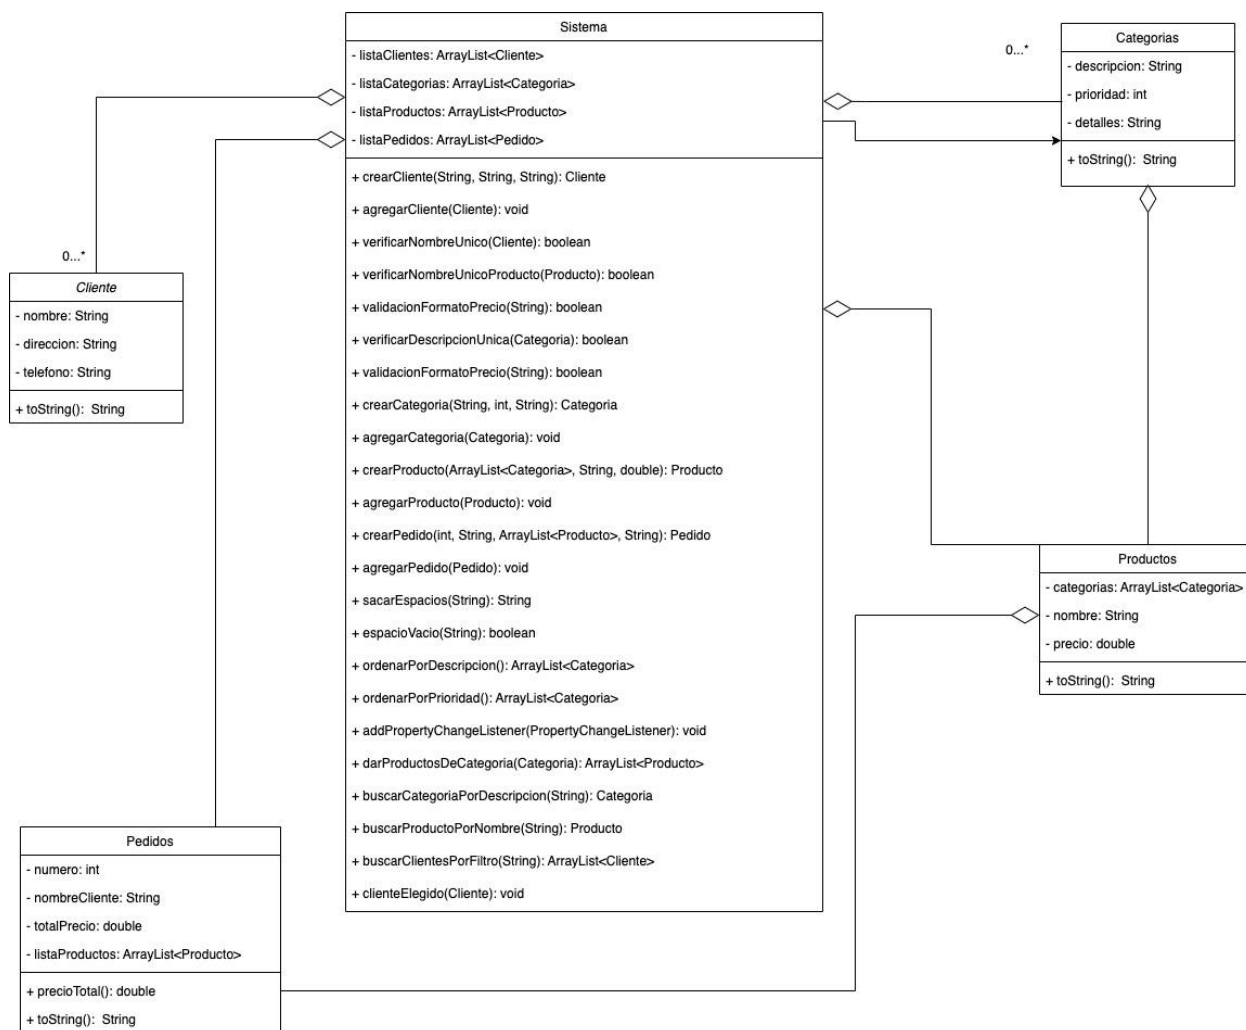 Sistema
- listaClientes: ArrayList<Cliente>
- listaCategorias: ArrayList<Categoria>
- listaProductos: ArrayList<Producto>
- listaPedidos: ArrayList<Pedido>
+ crearCliente(String, String, String): Cliente
+ agregarCliente(Cliente): void
+ verificarNombreUnico(Cliente): boolean
+ verificarNombreUnicoProducto(Producto): boolean
+ validacionFormatoPrecio(String): boolean
+ verificarDescripcionUnica(Categoria): boolean
+ validacionFormatoPrecio(String): boolean
+ crearCategoria(String, int, String): Categoria
+ agregarCategoria(Categoria): void
+ crearProducto(ArrayList<Categoria>, String, double): Producto
+ agregarProducto(Producto): void
+ crearPedido(int, String, ArrayList<Producto>, String): Pedido
+ agregarPedido(Pedido): void
+ sacarEspacios(String): String
+ espacioVacio(String): boolean
+ ordenarPorDescripcion(): ArrayList<Categoria>
+ ordenarPorPrioridad(): ArrayList<Categoria>
+ addPropertyChangeListener(PropertyChangeListener): void
+ darProductosDeCategoria(Categoria): ArrayList<Producto>
+ buscarCategoriaPorDescripcion(String): Categoria
+ buscarProductoPorNombre(String): Producto
+ buscarClientesPorFiltro(String): ArrayList<Cliente>
+ clienteElegido(Cliente): void
0...*
Categorias
- descripcion: String
- prioridad: int
- detalles: String
+ toString(): String
0...*
Cliente
- nombre: String
- direccion: String
- telefono: String
+ toString(): String
Productos
- categorias: ArrayList<Categoria>
- nombre: String
- precio: double
+ toString(): String
Pedidos
- numero: int
- nombreCliente: String
- totalPrecio: double
- listaProductos: ArrayList<Producto>
+ precioTotal(): double
+ toString(): String